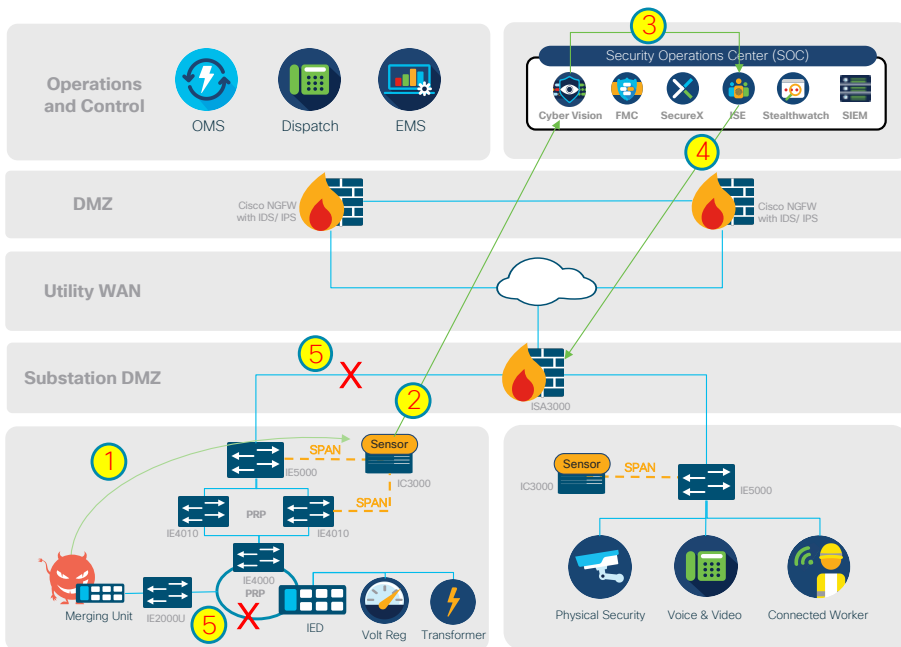 3
Security Operations Center (SOC)
Operations
and Control
OMS
Dispatch
EMS
Cyber Vision
FMC
SecureX
ISE
Stealthwatch
SIEM
4
DMZ
Cisco NGFW
with IDS/ IPS
Cisco NGFW
with IDS/ IPS
Utility WAN
5
X
Substation DMZ
ISA3000
2
1
SPAN
Sensor
IE5000
IC3000
SPAN
PRP
IE4010
IE4010
IE4000
PRP
Merging Unit
IE2000U
5
X
IED
Volt Reg
Transformer
Sensor
SPAN
IC3000
IE5000
Physical Security
Voice & Video
Connected Worker